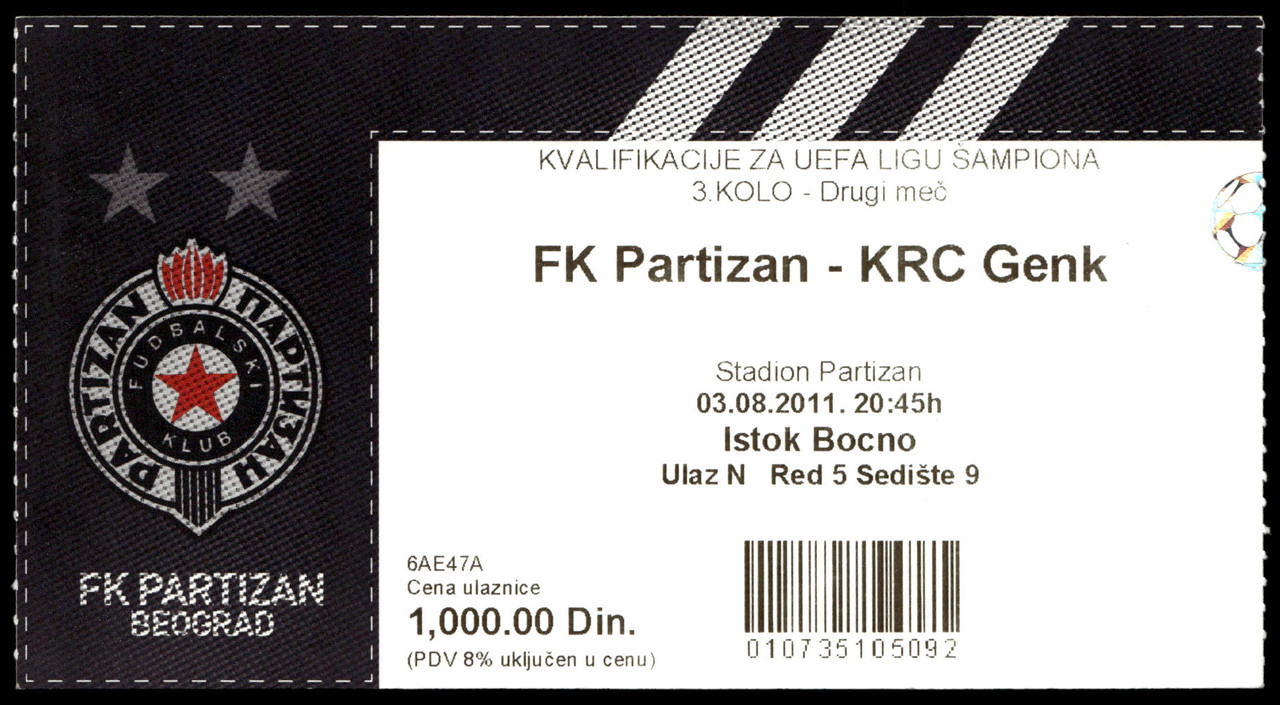 PARTIZAN ПАРТИЗАН
FUDBALSKI
KLUB
FK PARTIZAN
BEOGRAD
KVALIFIKACIJE ZA UEFA LIGU ŠAMPIONA
3.KOLO - Drugi meč
FK Partizan - KRC Genk
Stadion Partizan
03.08.2011. 20:45h
Istok Bocno
Ulaz N Red 5 Sedište 9
6AE47A
Cena ulaznice
1,000.00 Din.
(PDV 8% uključen u cenu)
010735105092